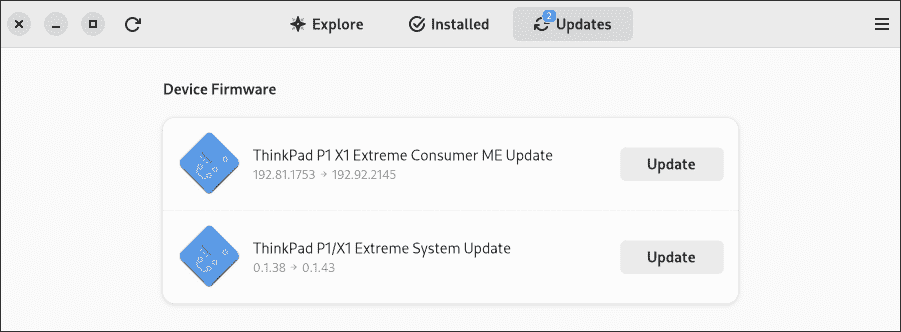 Explore
Installed
2
Updates
Device Firmware
ThinkPad P1 X1 Extreme Consumer ME Update
192.81.1753 → 192.92.2145
Update
ThinkPad P1/X1 Extreme System Update
0.1.38 → 0.1.43
Update